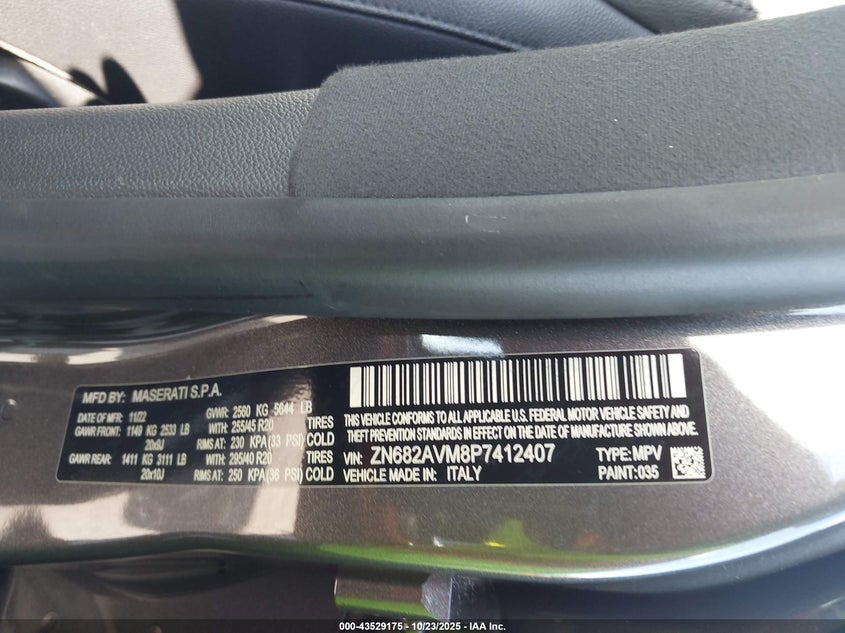 MFD BY: MASERATI S.P.A.
DATE OF MFD: 11/22 GVWR: 2560 KG 5644 LB
GAWR FRONT: 1149 KG 2533 LB WITH: 255/45 R20 TIRES
20x9J RIMS AT: 230 KPA(33 PSI) COLD
GAWR REAR: 1411 KG 3111 LB WITH: 295/40 R20 TIRES
20x10J RIMS AT: 250 KPA(36 PSI) COLD
THIS VEHICLE CONFORMS TO ALL APPLICABLE U.S. FEDERAL MOTOR VEHICLE SAFETY AND
THEFT PREVENTION STANDARDS IN EFFECT ON THE DATE OF MANUFACTURE SHOWN ABOVE.
VIN: ZN682AVM8P7412407 TYPE: MPV
VEHICLE MADE IN: ITALY PAINT: 035
000-43529175 - 10/23/2025 - IAA Inc.